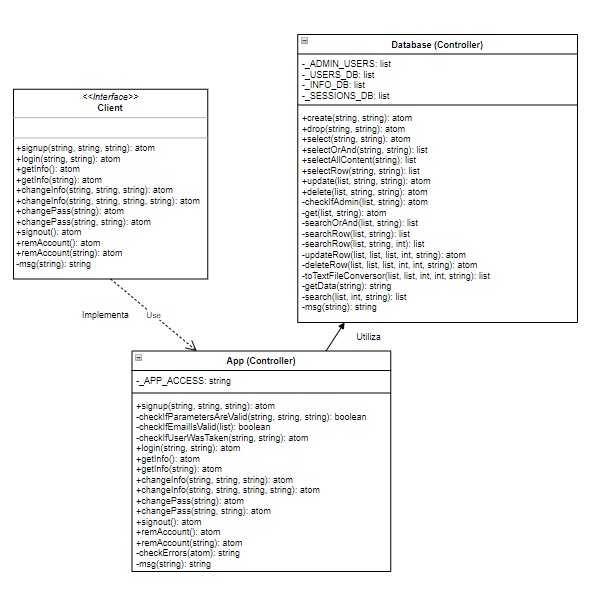 <<Interface>>
Client
+signup(string, string, string): atom
+login(string, string): atom
+getInfo(): atom
+getInfo(string): atom
+changeInfo(string, string, string): atom
+changeInfo(string, string, string, string): atom
+changePass(string): atom
+changePass(string, string): atom
+signout(): atom
+remAccount(): atom
+remAccount(string): atom
-msg(string): string
Database (Controller)
-_ADMIN_USERS: list
-_USERS_DB: list
-_INFO_DB: list
-_SESSIONS_DB: list
+create(string, string): atom
+drop(string, string): atom
+select(string, string): atom
+selectOrAnd(string, string): list
+selectAllContent(string): list
+selectRow(string, string): list
+update(list, string, string): atom
+delete(list, string, string): atom
-checkIfAdmin(list, string): atom
-get(list, string): atom
-searchOrAnd(list, string): list
-searchRow(list, string): list
-searchRow(list, string, int): list
-updateRow(list, list, list, int, string): atom
-deleteRow(list, list, list, int, int, string): atom
-toTextFileConversor(list, list, int, int, string): list
-getData(string): string
-search(list, int, string): list
-msg(string): string
Implementa
Use
Utiliza
App (Controller)
-_APP_ACCESS: string
+signup(string, string, string): atom
-checkIfParametersAreValid(string, string, string): boolean
-checkIfEmailIsValid(list): boolean
-checkIfUserWasTaken(string, string): atom
+login(string, string): atom
+getInfo(): atom
+getInfo(string): atom
+changeInfo(string, string, string): atom
+changeInfo(string, string, string, string): atom
+changePass(string): atom
+changePass(string, string): atom
+signout(): atom
+remAccount(): atom
+remAccount(string): atom
-checkErrors(atom): string
-msg(string): string